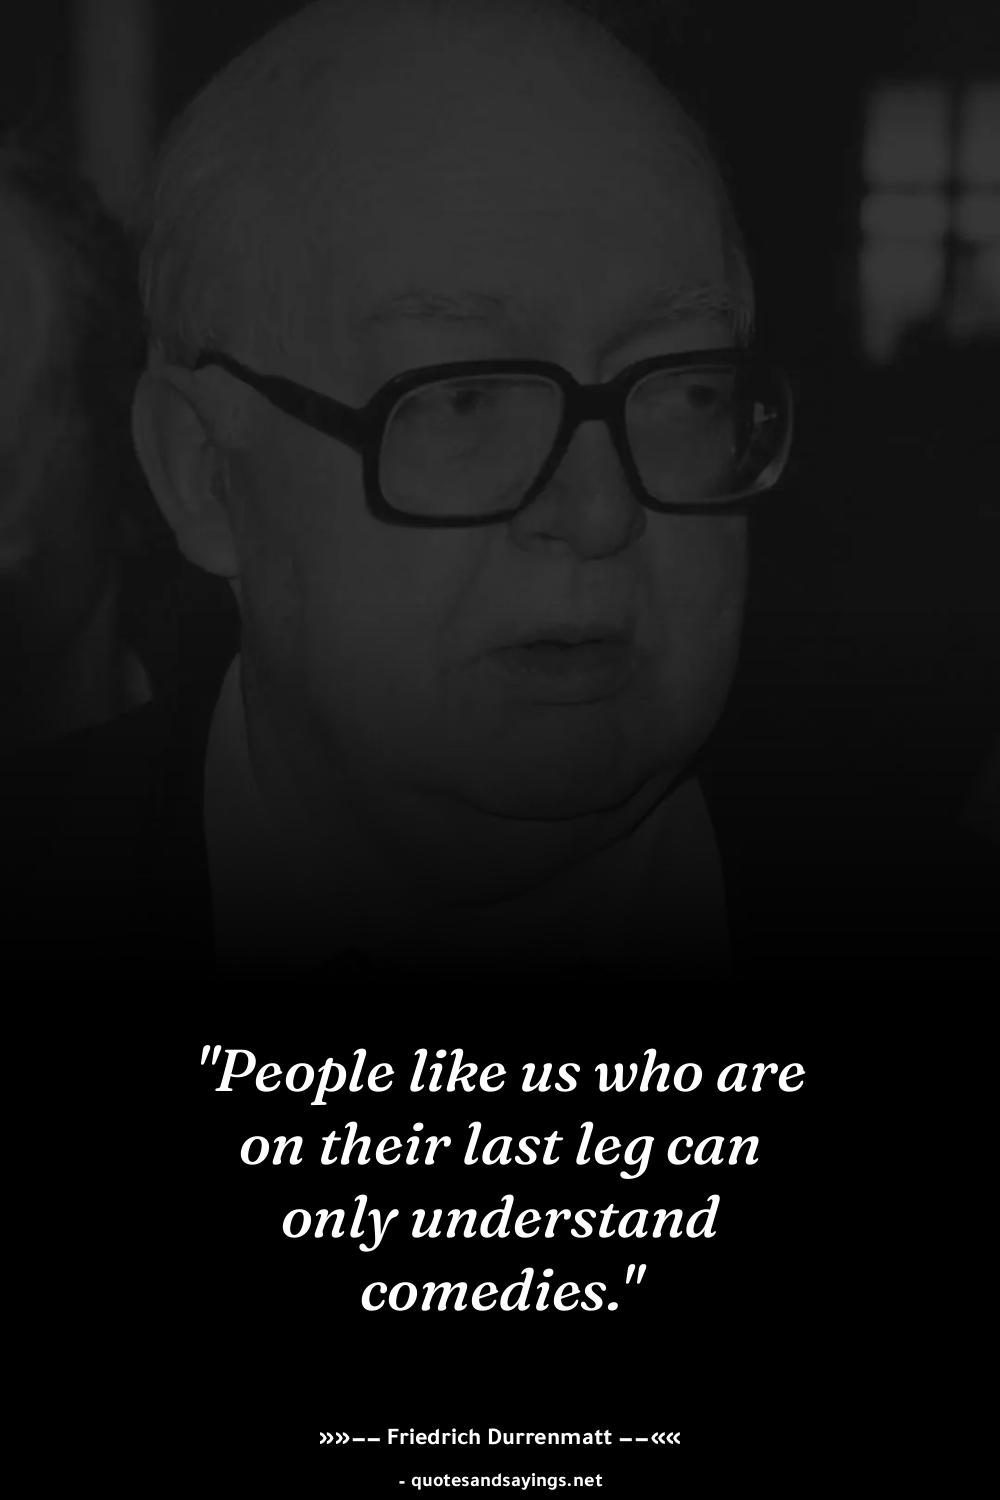 "People like us who are
on their last leg can
only understand
comedies."
»»−− Friedrich Durrenmatt −−««
- quotesandsayings.net